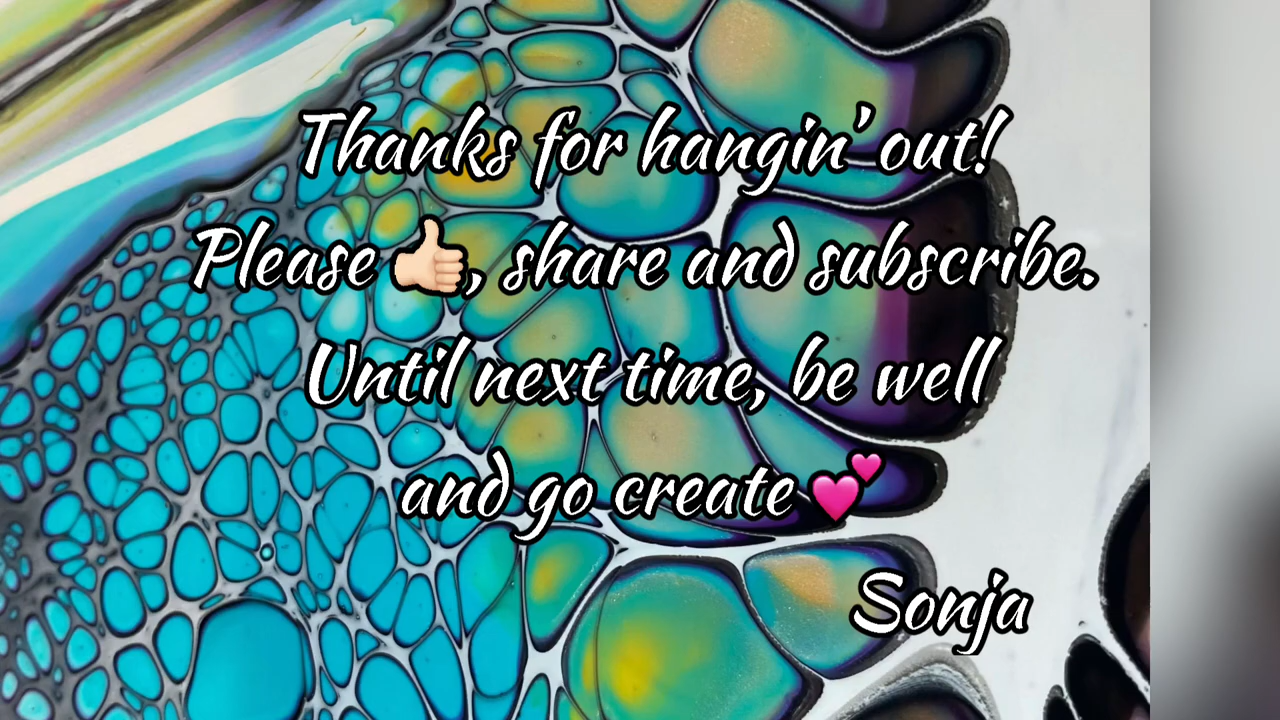 Thanks for hangin' out!
Please 👍🏻, share and subscribe.
Until next time, be well
and go create 💕
Sonja